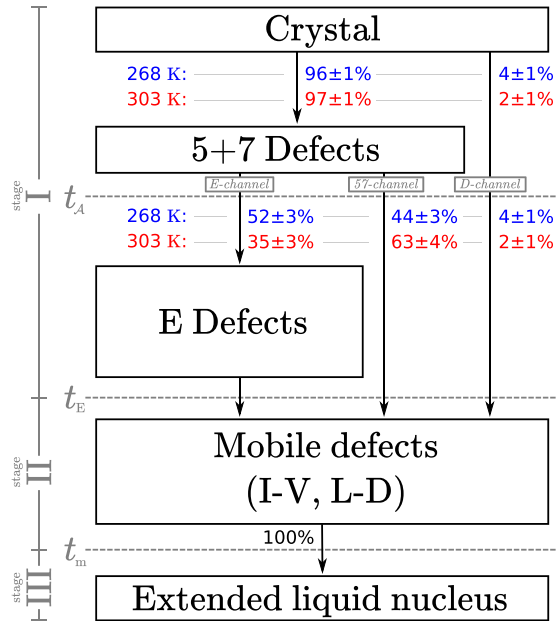 Crystal
268 K: 96±1% 4±1%
303 K: 97±1% 2±1%
5+7 Defects
E-channel 57-channel D-channel
stage I t𝒜
268 K: 52±3% 44±3% 4±1%
303 K: 35±3% 63±4% 2±1%
E Defects
tE
stage II
Mobile defects
(I-V, L-D)
100%
tm
stage III
Extended liquid nucleus